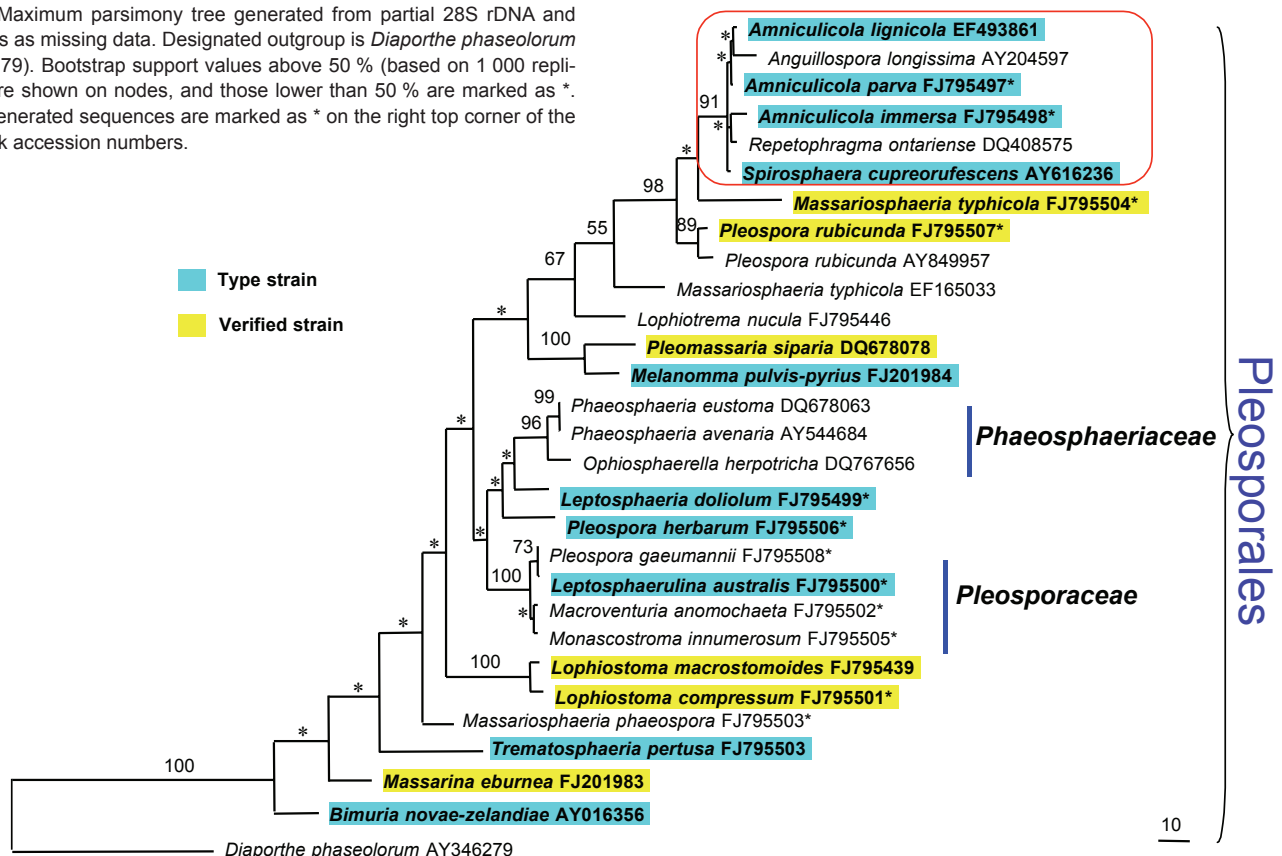 Maximum parsimony tree generated from partial 28S rDNA and
s as missing data. Designated outgroup is Diaporthe phaseolorum
79). Bootstrap support values above 50 % (based on 1 000 repli-
re shown on nodes, and those lower than 50 % are marked as *.
enerated sequences are marked as * on the right top corner of the
k accession numbers.
Type strain
Verified strain
*
Amniculicola lignicola EF493861
*
Anguillospora longissima AY204597
Amniculicola parva FJ795497*
91
Amniculicola immersa FJ795498*
*
Repetophragma ontariense DQ408575
*
Spirosphaera cupreorufescens AY616236
98
Massariosphaeria typhicola FJ795504*
89
Pleospora rubicunda FJ795507*
55
Pleospora rubicunda AY849957
67
Massariosphaeria typhicola EF165033
*
Lophiotrema nucula FJ795446
100
Pleomassaria siparia DQ678078
Melanomma pulvis-pyrius FJ201984
99
Phaeosphaeria eustoma DQ678063
96
Phaeosphaeria avenaria AY544684
*
Ophiosphaerella herpotricha DQ767656
Phaeosphaeriaceae
*
*
Leptosphaeria doliolum FJ795499*
*
Pleospora herbarum FJ795506*
*
73
Pleospora gaeumannii FJ795508*
100
Leptosphaerulina australis FJ795500*
*
Macroventuria anomochaeta FJ795502*
Monascostroma innumerosum FJ795505*
Pleosporaceae
*
100
Lophiostoma macrostomoides FJ795439
Lophiostoma compressum FJ795501*
*
Massariosphaeria phaeospora FJ795503*
*
Trematosphaeria pertusa FJ795503
*
Massarina eburnea FJ201983
100
Bimuria novae-zelandiae AY016356
Diaporthe phaseolorum AY346279
Pleosporales
10